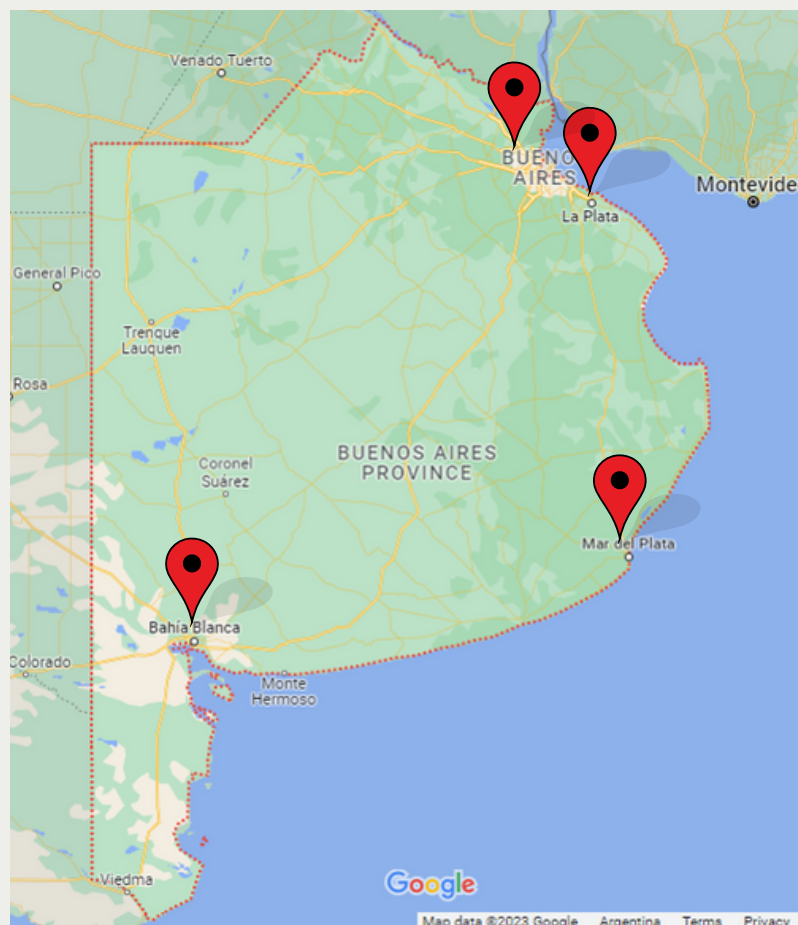 Venado Tuerto
BUENO
AIRES
Montevide
La Plata
General Pico
Trenque
Lauquen
Rosa
BUENOS AIRES
PROVINCE
Coronel
Suárez
Mar del Plata
Bahía Blanca
Colorado
Monte
Hermoso
Viedma
Google
Map data ©2023 Google Argentina Terms Privacy